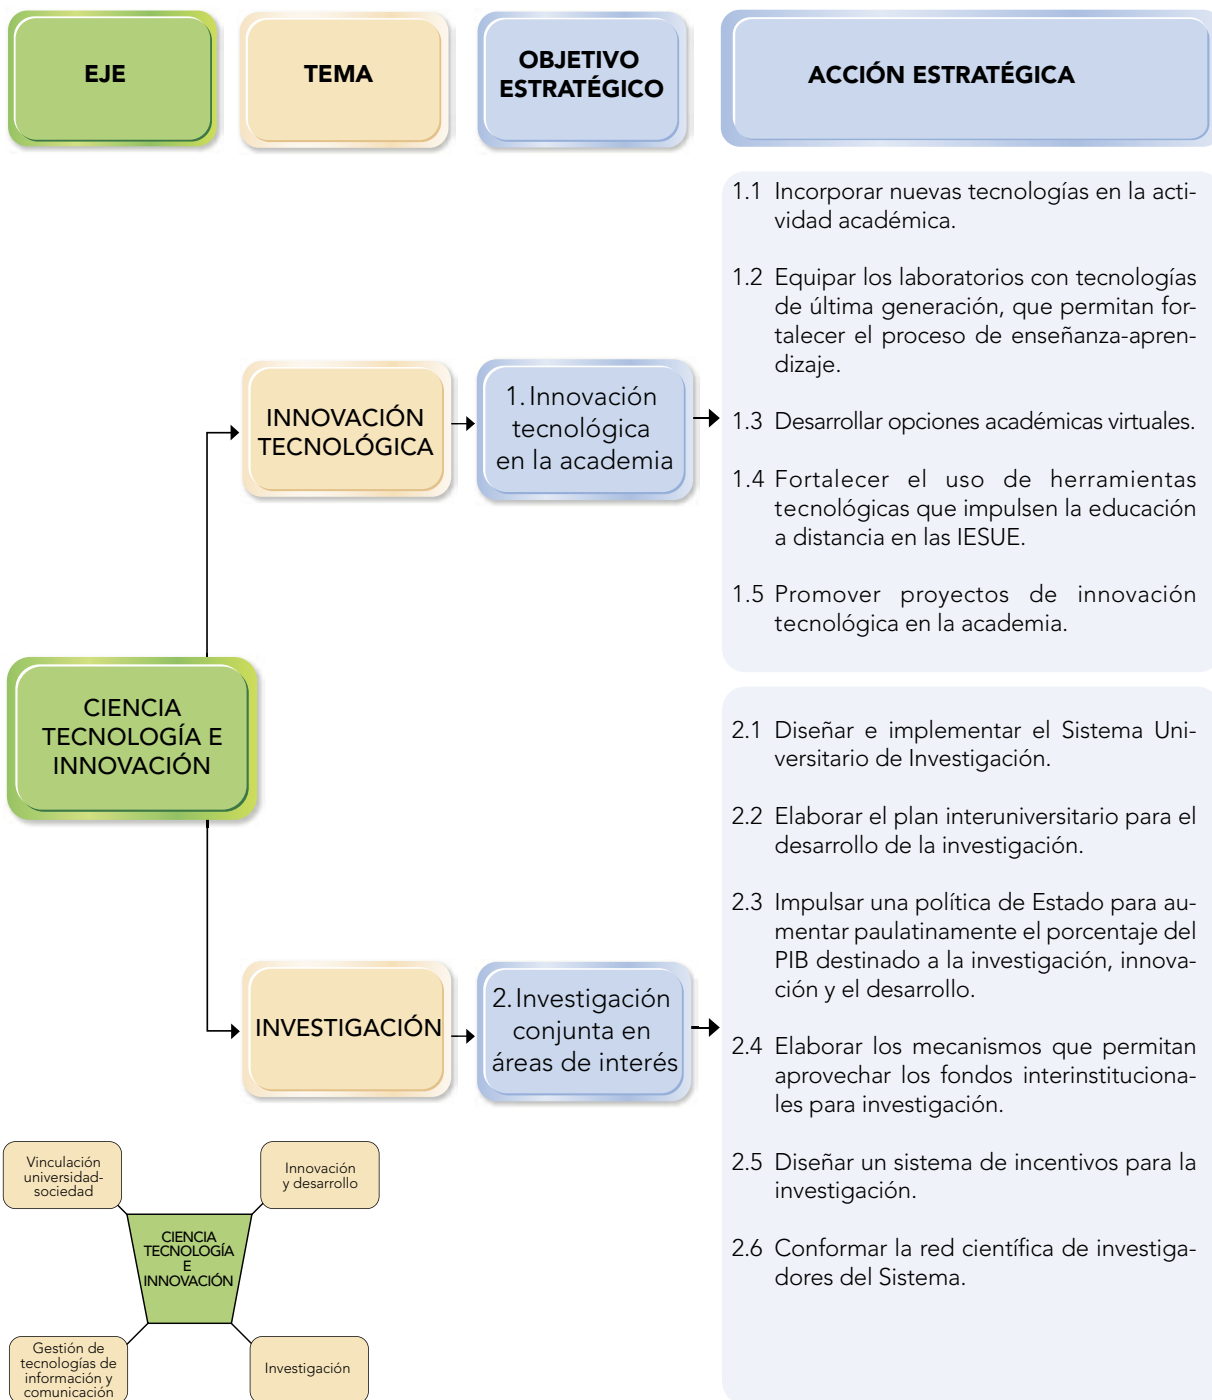 EJE
TEMA
OBJETIVO
ESTRATÉGICO
ACCIÓN ESTRATÉGICA
CIENCIA
TECNOLOGÍA E
INNOVACIÓN
INNOVACIÓN
TECNOLÓGICA
1. Innovación
tecnológica
en la academia
1.1 Incorporar nuevas tecnologías en la acti-
vidad académica.
1.2 Equipar los laboratorios con tecnologías
de última generación, que permitan for-
talecer el proceso de enseñanza-apren-
dizaje.
1.3 Desarrollar opciones académicas virtuales.
1.4 Fortalecer el uso de herramientas
tecnológicas que impulsen la educación
a distancia en las IESUE.
1.5 Promover proyectos de innovación
tecnológica en la academia.
INVESTIGACIÓN
2. Investigación
conjunta en
áreas de interés
2.1 Diseñar e implementar el Sistema Uni-
versitario de Investigación.
2.2 Elaborar el plan interuniversitario para el
desarrollo de la investigación.
2.3 Impulsar una política de Estado para au-
mentar paulatinamente el porcentaje del
PIB destinado a la investigación, innova-
ción y el desarrollo.
2.4 Elaborar los mecanismos que permitan
aprovechar los fondos interinstituciona-
les para investigación.
2.5 Diseñar un sistema de incentivos para la
investigación.
2.6 Conformar la red científica de investiga-
dores del Sistema.
Vinculación
universidad-
sociedad
Innovación
y desarrollo
CIENCIA
TECNOLOGÍA
E
INNOVACIÓN
Gestión de
tecnologías de
información y
comunicación
Investigación